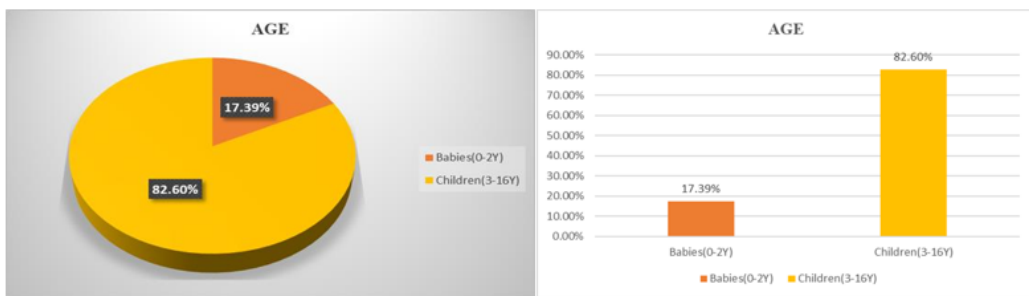 AGE
17.39%
82.60%
Babies(0-2Y)
Children(3-16Y)
AGE
90.00%
80.00%
70.00%
60.00%
50.00%
40.00%
30.00%
20.00%
10.00%
0.00%
17.39%
82.60%
Babies(0-2Y) Children(3-16Y)
Babies(0-2Y) Children(3-16Y)